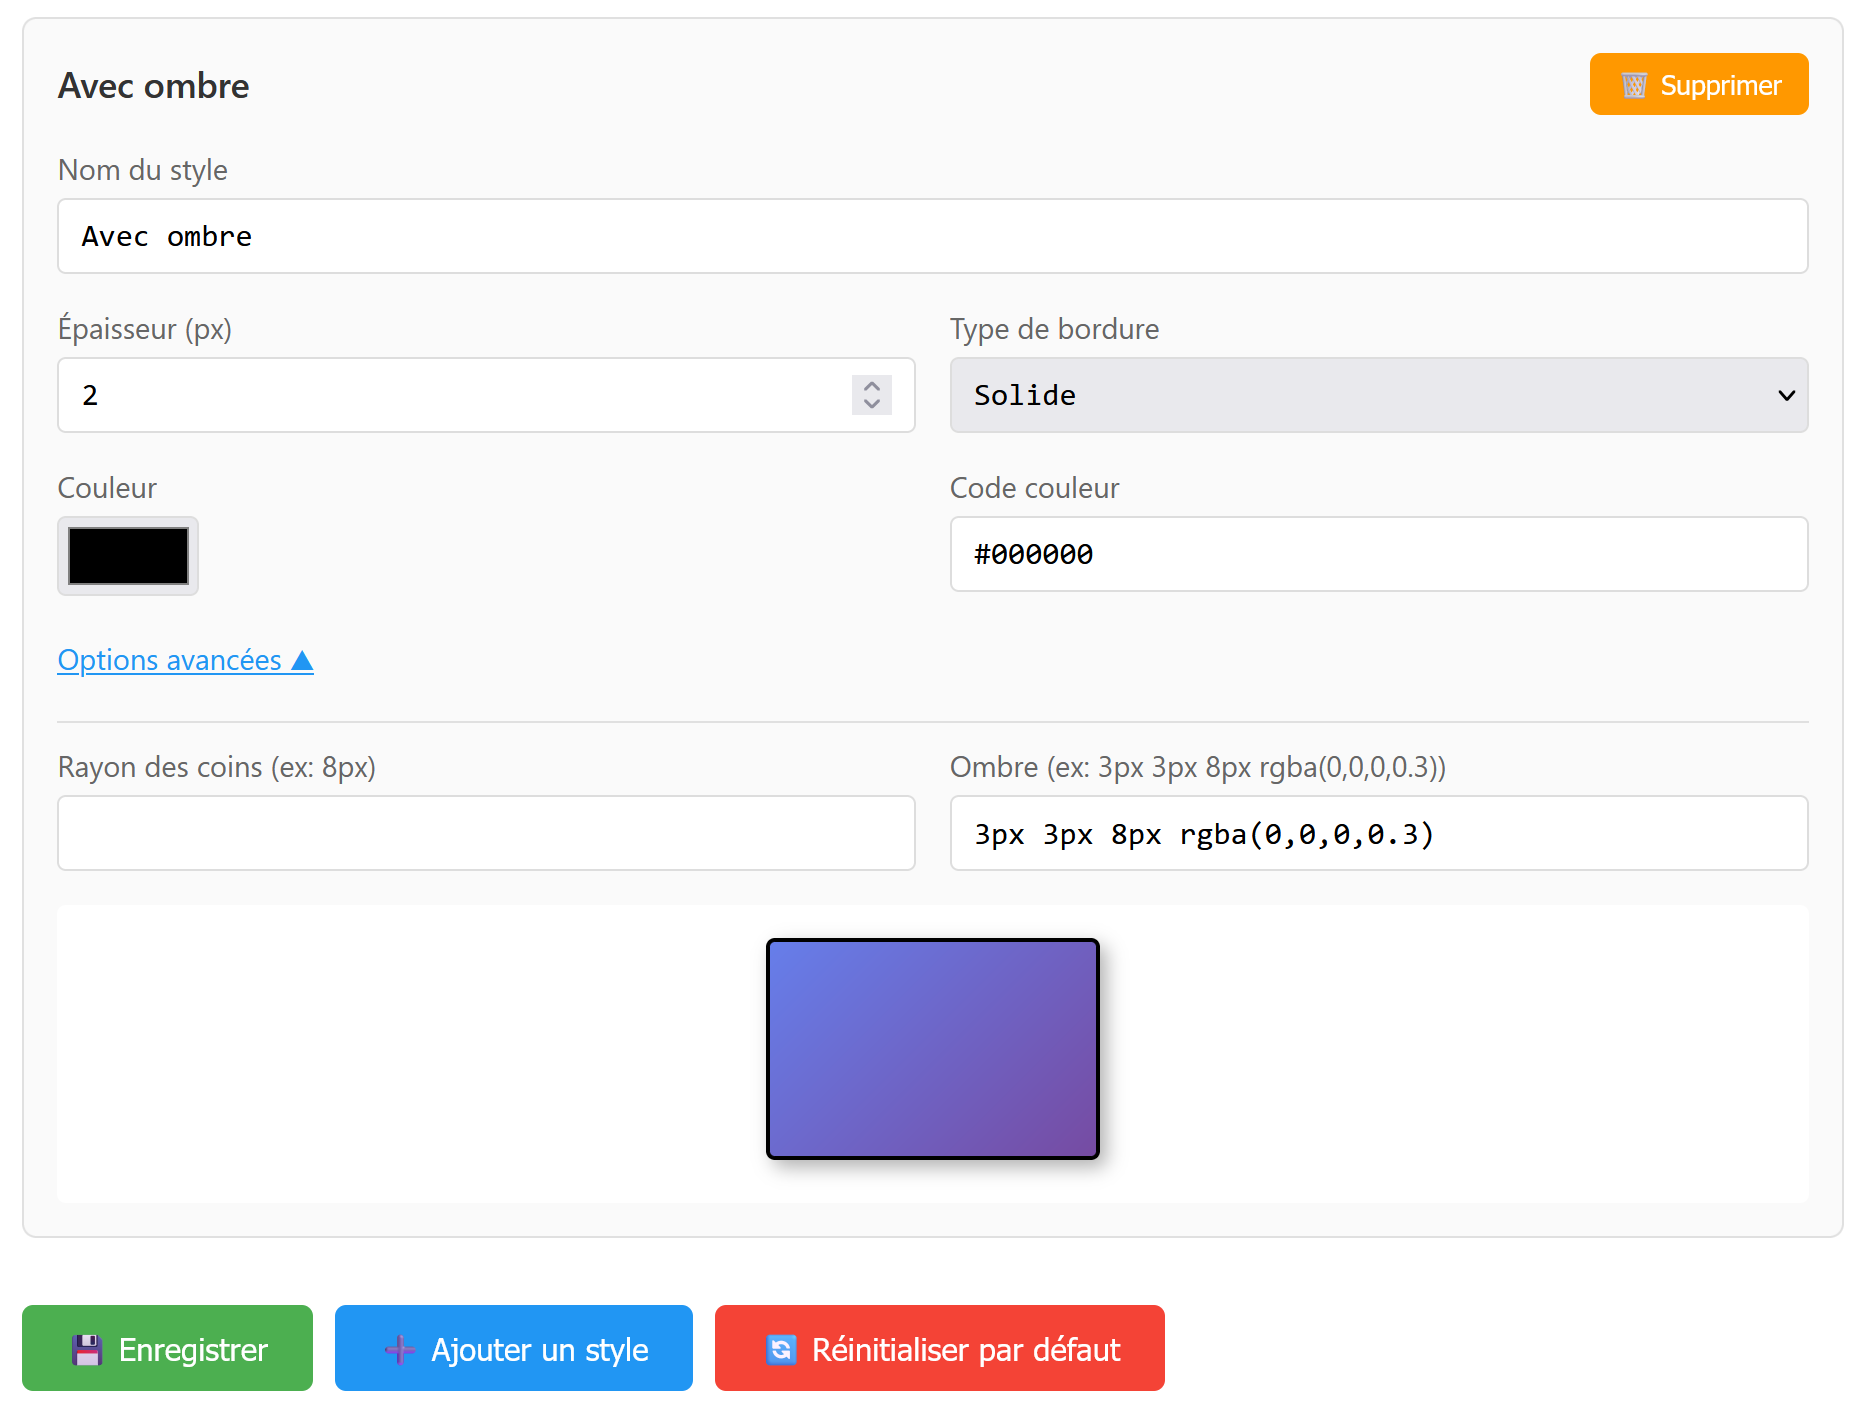 Avec ombre
Supprimer
Nom du style
Avec ombre
Épaisseur (px)
Type de bordure
2
Solide
Couleur
Code couleur
#000000
Options avancées ▲
Rayon des coins (ex: 8px)
Ombre (ex: 3px 3px 8px rgba(0,0,0,0.3))
3px 3px 8px rgba(0,0,0,0.3)
Enregistrer
Ajouter un style
Réinitialiser par défaut